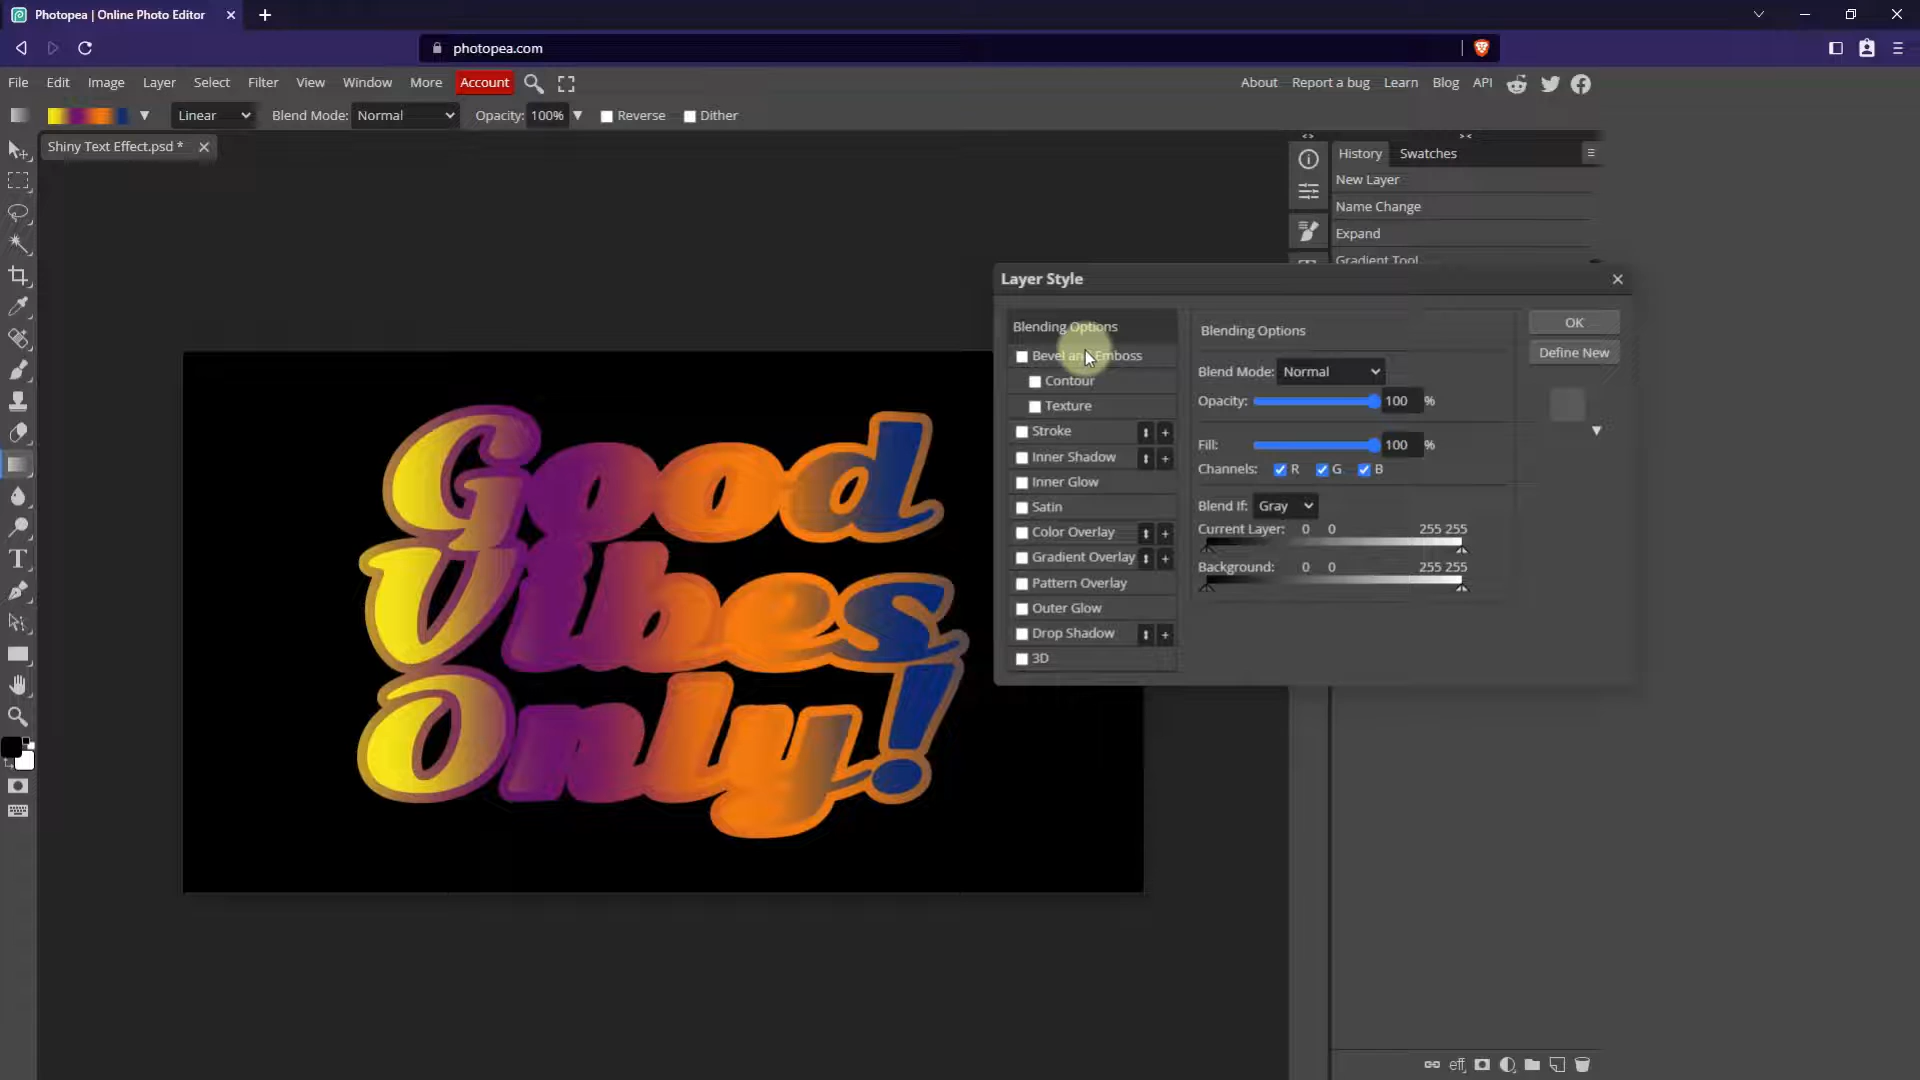 Photopea | Online Photo Editor
photopea.com
File Edit Image Layer Select Filter View Window More Account
About Report a bug Learn Blog API
Linear Blend Mode: Normal Opacity: 100% Reverse Dither
Shiny Text Effect.psd *
History Swatches
New Layer
Name Change
Expand
Gradient Tool
Layer Style
Blending Options
Bevel and Emboss
Contour
Texture
Stroke
Inner Shadow
Inner Glow
Satin
Color Overlay
Gradient Overlay
Pattern Overlay
Outer Glow
Drop Shadow
3D
Blending Options
Blend Mode: Normal
Opacity: 100 %
Fill: 100 %
Channels: R G B
Blend If: Gray
Current Layer: 0 0 255 255
Background: 0 0 255 255
OK
Define New
Good
Vibes
Only!
eff